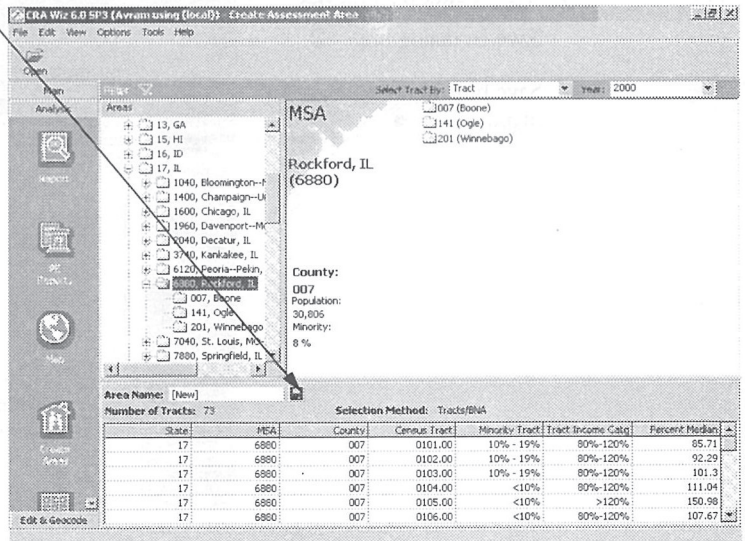 CRA Wiz 6.0 SP3 (Avram using (local)) - Create Assessment Area
File Edit View Options Tools Help
Open
Main
Filter
Select Tract By: Tract
Year: 2000
Analysis
Areas
13, GA
15, HI
16, ID
17, IL
1040, Bloomington--N
1400, Champaign--U
1600, Chicago, IL
1960, Davenport--Mo
2040, Decatur, IL
3740, Kankakee, IL
6120, Peoria--Pekin,
6880, Rockford, IL
007, Boone
141, Ogle
201, Winnebago
7040, St. Louis, MO-
7880, Springfield, IL
MSA
Rockford, IL
(6880)
County:
007
Population:
30,806
Minority:
8 %
007 (Boone)
141 (Ogle)
201 (Winnebago)
Reports
Reports
Map
Create
Areas
Edit & Geocode
Area Name: [New]
Number of Tracts: 73
Selection Method: Tracts/BNA
State MSA County Census Tract Minority Tract Tract Income Catg Percent Median
17 6880 007 0101.00 10% - 19% 80%-120% 85.71
17 6880 007 0102.00 10% - 19% 80%-120% 92.29
17 6880 007 0103.00 10% - 19% 80%-120% 101.3
17 6880 007 0104.00 <10% 80%-120% 111.04
17 6880 007 0105.00 <10% >120% 150.98
17 6880 007 0106.00 <10% 80%-120% 107.67